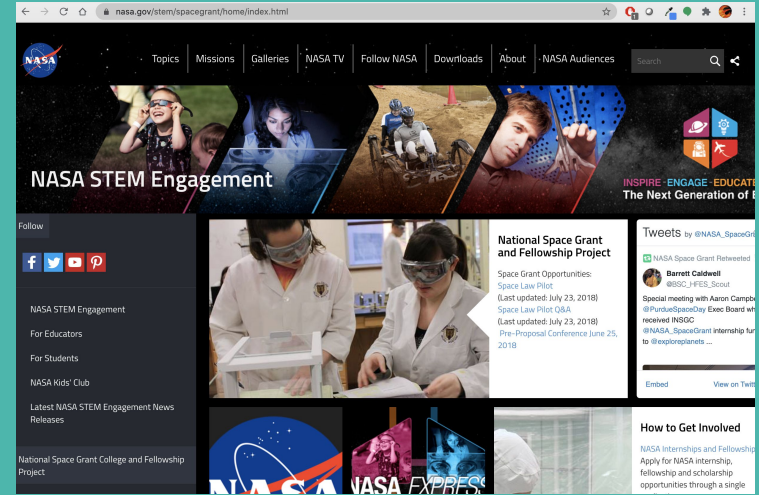 nasa.gov/stem/spacegrant/home/index.html
NASA
Topics
Missions
Galleries
NASA TV
Follow NASA
Downloads
About
NASA Audiences
Search
NASA STEM Engagement
INSPIRE - ENGAGE - EDUCATE
The Next Generation of E
Follow
NASA STEM Engagement
For Educators
For Students
NASA Kids' Club
Latest NASA STEM Engagement News
Releases
National Space Grant College and Fellowship
Project
National Space Grant
and Fellowship Project
Space Grant Opportunities:
Space Law Pilot
(Last updated: July 23, 2018)
Space Law Pilot Q&A
(Last updated: July 23, 2018)
Pre-Proposal Conference June 25,
2018
Tweets by @NASA_SpaceGr
NASA Space Grant Retweeted
Barrett Caldwell
@BSC_HFES_Scout
Special meeting with Aaron Campbe
@PurdueSpaceDay Exec Board wh
received INSGC
@NASA_SpaceGrant internship fur
to @exploreplanets ...
Embed
View on Twitt
NASA
NASA EXPRESS
How to Get Involved
NASA Internships and Fellowship
Apply for NASA internship,
fellowship and scholarship
opportunities through a single